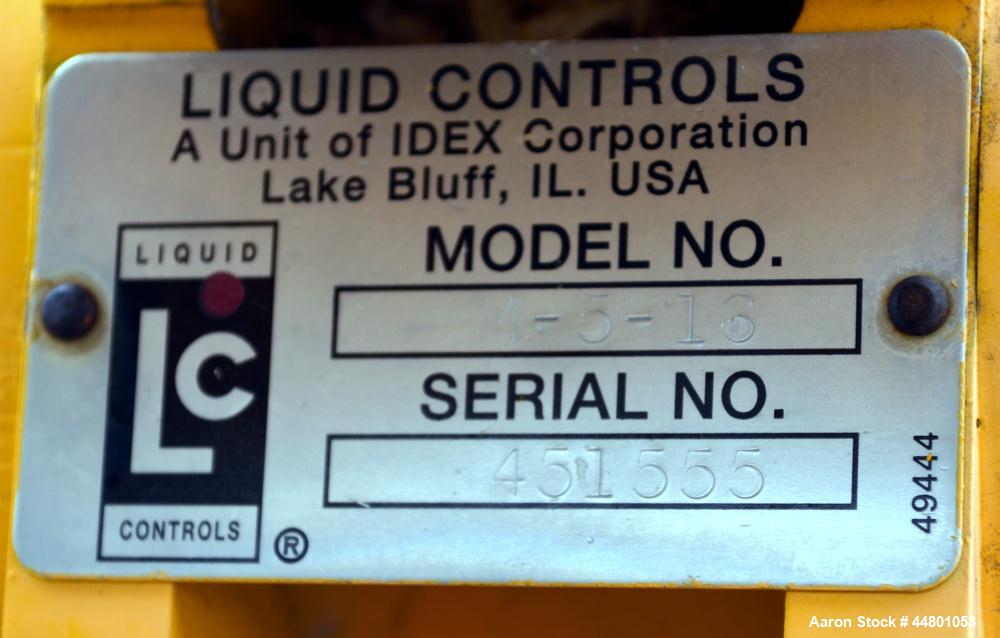 LIQUID CONTROLS
A Unit of IDEX Corporation
Lake Bluff, IL. USA
LIQUID
LC
CONTROLS
®
MODEL NO.
M-5-16
SERIAL NO.
451555
49444
Aaron Stock # 44801053